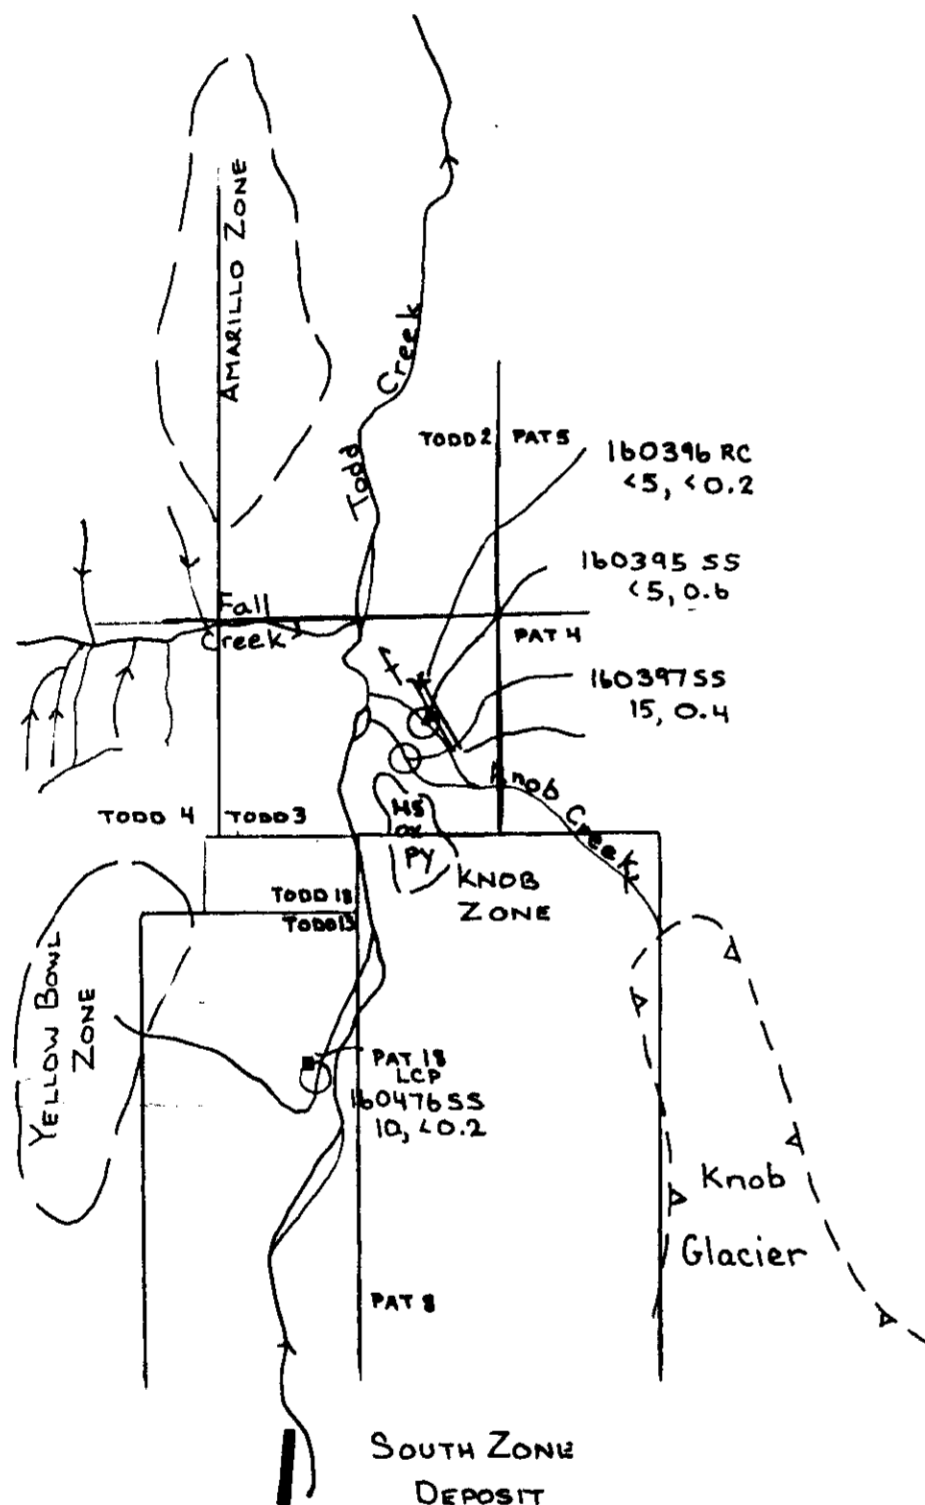 AMARILLO ZONE
Todd Creek
TODD 2
PAT 5
160396 RC
<5, <0.2
160395 SS
<5, 0.6
Fall
Creek
PAT 4
160397 SS
15, 0.4
Knob Creek
TODD 4
TODD 3
MS
OX
PY
KNOB
ZONE
TODD 18
TODD 13
YELLOW BOWL
ZONE
PAT 18
LCP
160476 SS
10, <0.2
Knob
Glacier
PAT 8
SOUTH ZONE
DEPOSIT